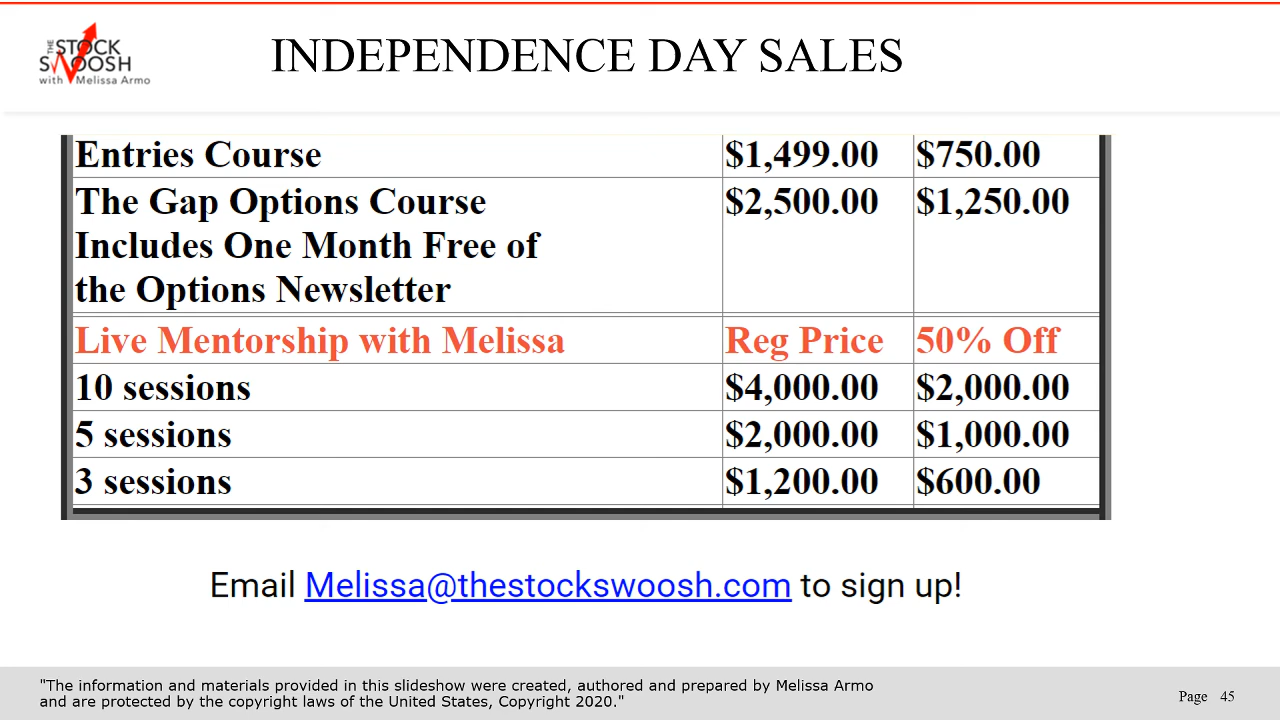 THE
STOCK
SWOOSH
with Melissa Armo
INDEPENDENCE DAY SALES
Entries Course $1,499.00 $750.00
The Gap Options Course $2,500.00 $1,250.00
Includes One Month Free of
the Options Newsletter
Live Mentorship with Melissa Reg Price 50% Off
10 sessions $4,000.00 $2,000.00
5 sessions $2,000.00 $1,000.00
3 sessions $1,200.00 $600.00
Email Melissa@thestockswoosh.com to sign up!
"The information and materials provided in this slideshow were created, authored and prepared by Melissa Armo
and are protected by the copyright laws of the United States, Copyright 2020."
Page 45